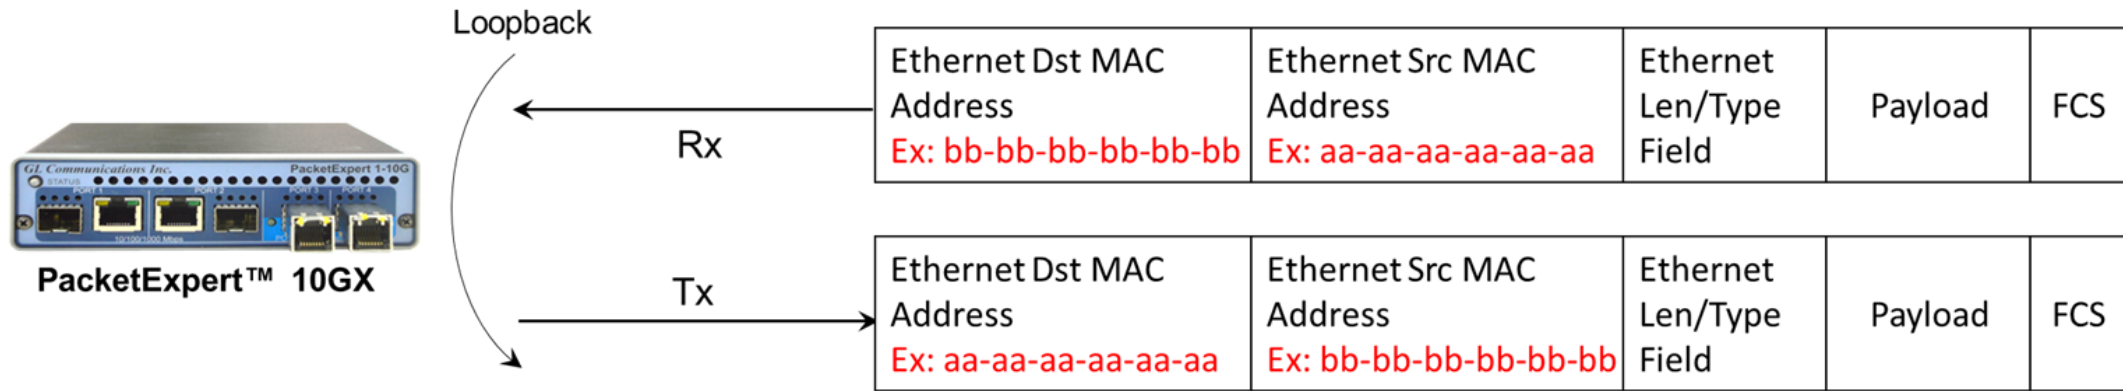 Loopback
Ethernet Dst MAC
Address
Ex: bb-bb-bb-bb-bb-bb
Ethernet Src MAC
Address
Ex: aa-aa-aa-aa-aa-aa
Ethernet
Len/Type
Field
Payload
FCS
Rx
GL Communications Inc.
PacketExpert 1-10G
STATUS
PORT 1
PORT 2
PORT 3
PORT 4
10/100/1000 Mbps
PacketExpert™ 10GX
Tx
Ethernet Dst MAC
Address
Ex: aa-aa-aa-aa-aa-aa
Ethernet Src MAC
Address
Ex: bb-bb-bb-bb-bb-bb
Ethernet
Len/Type
Field
Payload
FCS